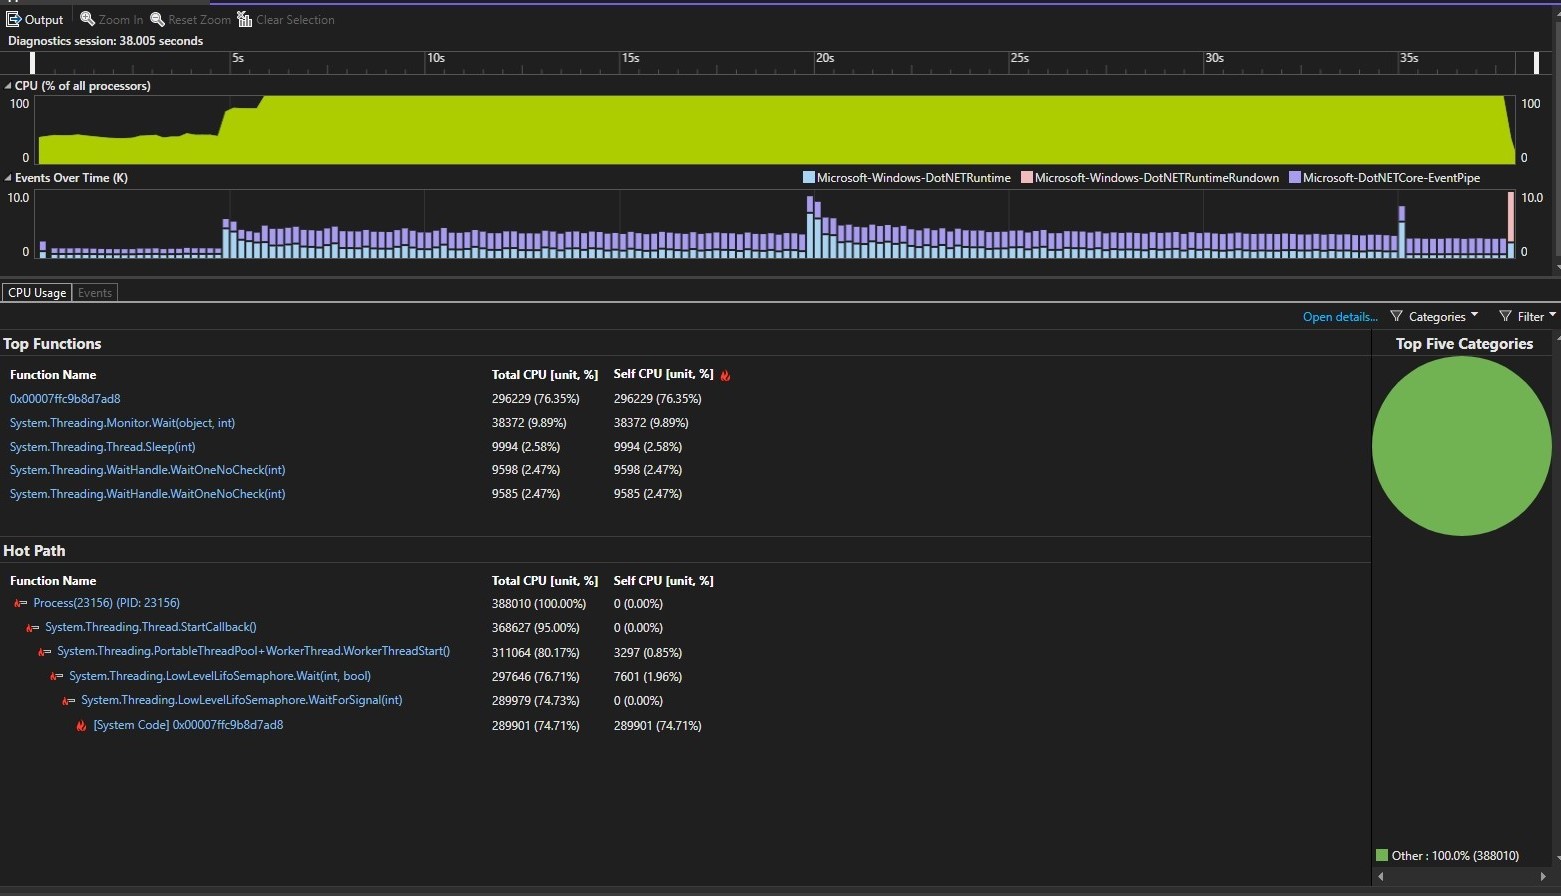 Output Zoom In Reset Zoom Clear Selection
Diagnostics session: 38.005 seconds
5s 10s 15s 20s 25s 30s 35s
CPU (% of all processors)
100 100
0 0
Events Over Time (K) Microsoft-Windows-DotNETRuntime Microsoft-Windows-DotNETRuntimeRundown Microsoft-DotNETCore-EventPipe
10.0 10.0
0 0
CPU Usage Events
Open details... Categories Filter
Top Functions Top Five Categories
Function Name Total CPU [unit, %] Self CPU [unit, %]
0x00007ffc9b8d7ad8 296229 (76.35%) 296229 (76.35%)
System.Threading.Monitor.Wait(object, int) 38372 (9.89%) 38372 (9.89%)
System.Threading.Thread.Sleep(int) 9994 (2.58%) 9994 (2.58%)
System.Threading.WaitHandle.WaitOneNoCheck(int) 9598 (2.47%) 9598 (2.47%)
System.Threading.WaitHandle.WaitOneNoCheck(int) 9585 (2.47%) 9585 (2.47%)
Hot Path
Function Name Total CPU [unit, %] Self CPU [unit, %]
Process(23156) (PID: 23156) 388010 (100.00%) 0 (0.00%)
System.Threading.Thread.StartCallback() 368627 (95.00%) 0 (0.00%)
System.Threading.PortableThreadPool+WorkerThread.WorkerThreadStart() 311064 (80.17%) 3297 (0.85%)
System.Threading.LowLevelLifoSemaphore.Wait(int, bool) 297646 (76.71%) 7601 (1.96%)
System.Threading.LowLevelLifoSemaphore.WaitForSignal(int) 289979 (74.73%) 0 (0.00%)
[System Code] 0x00007ffc9b8d7ad8 289901 (74.71%) 289901 (74.71%)
Other : 100.0% (388010)